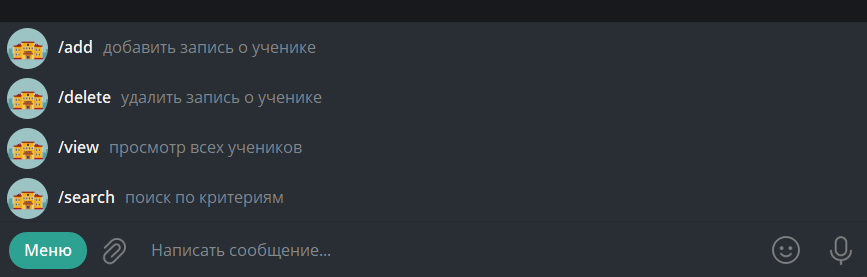 /add добавить запись о ученике
/delete удалить запись о ученике
/view просмотр всех учеников
/search поиск по критериям
Меню Написать сообщение...